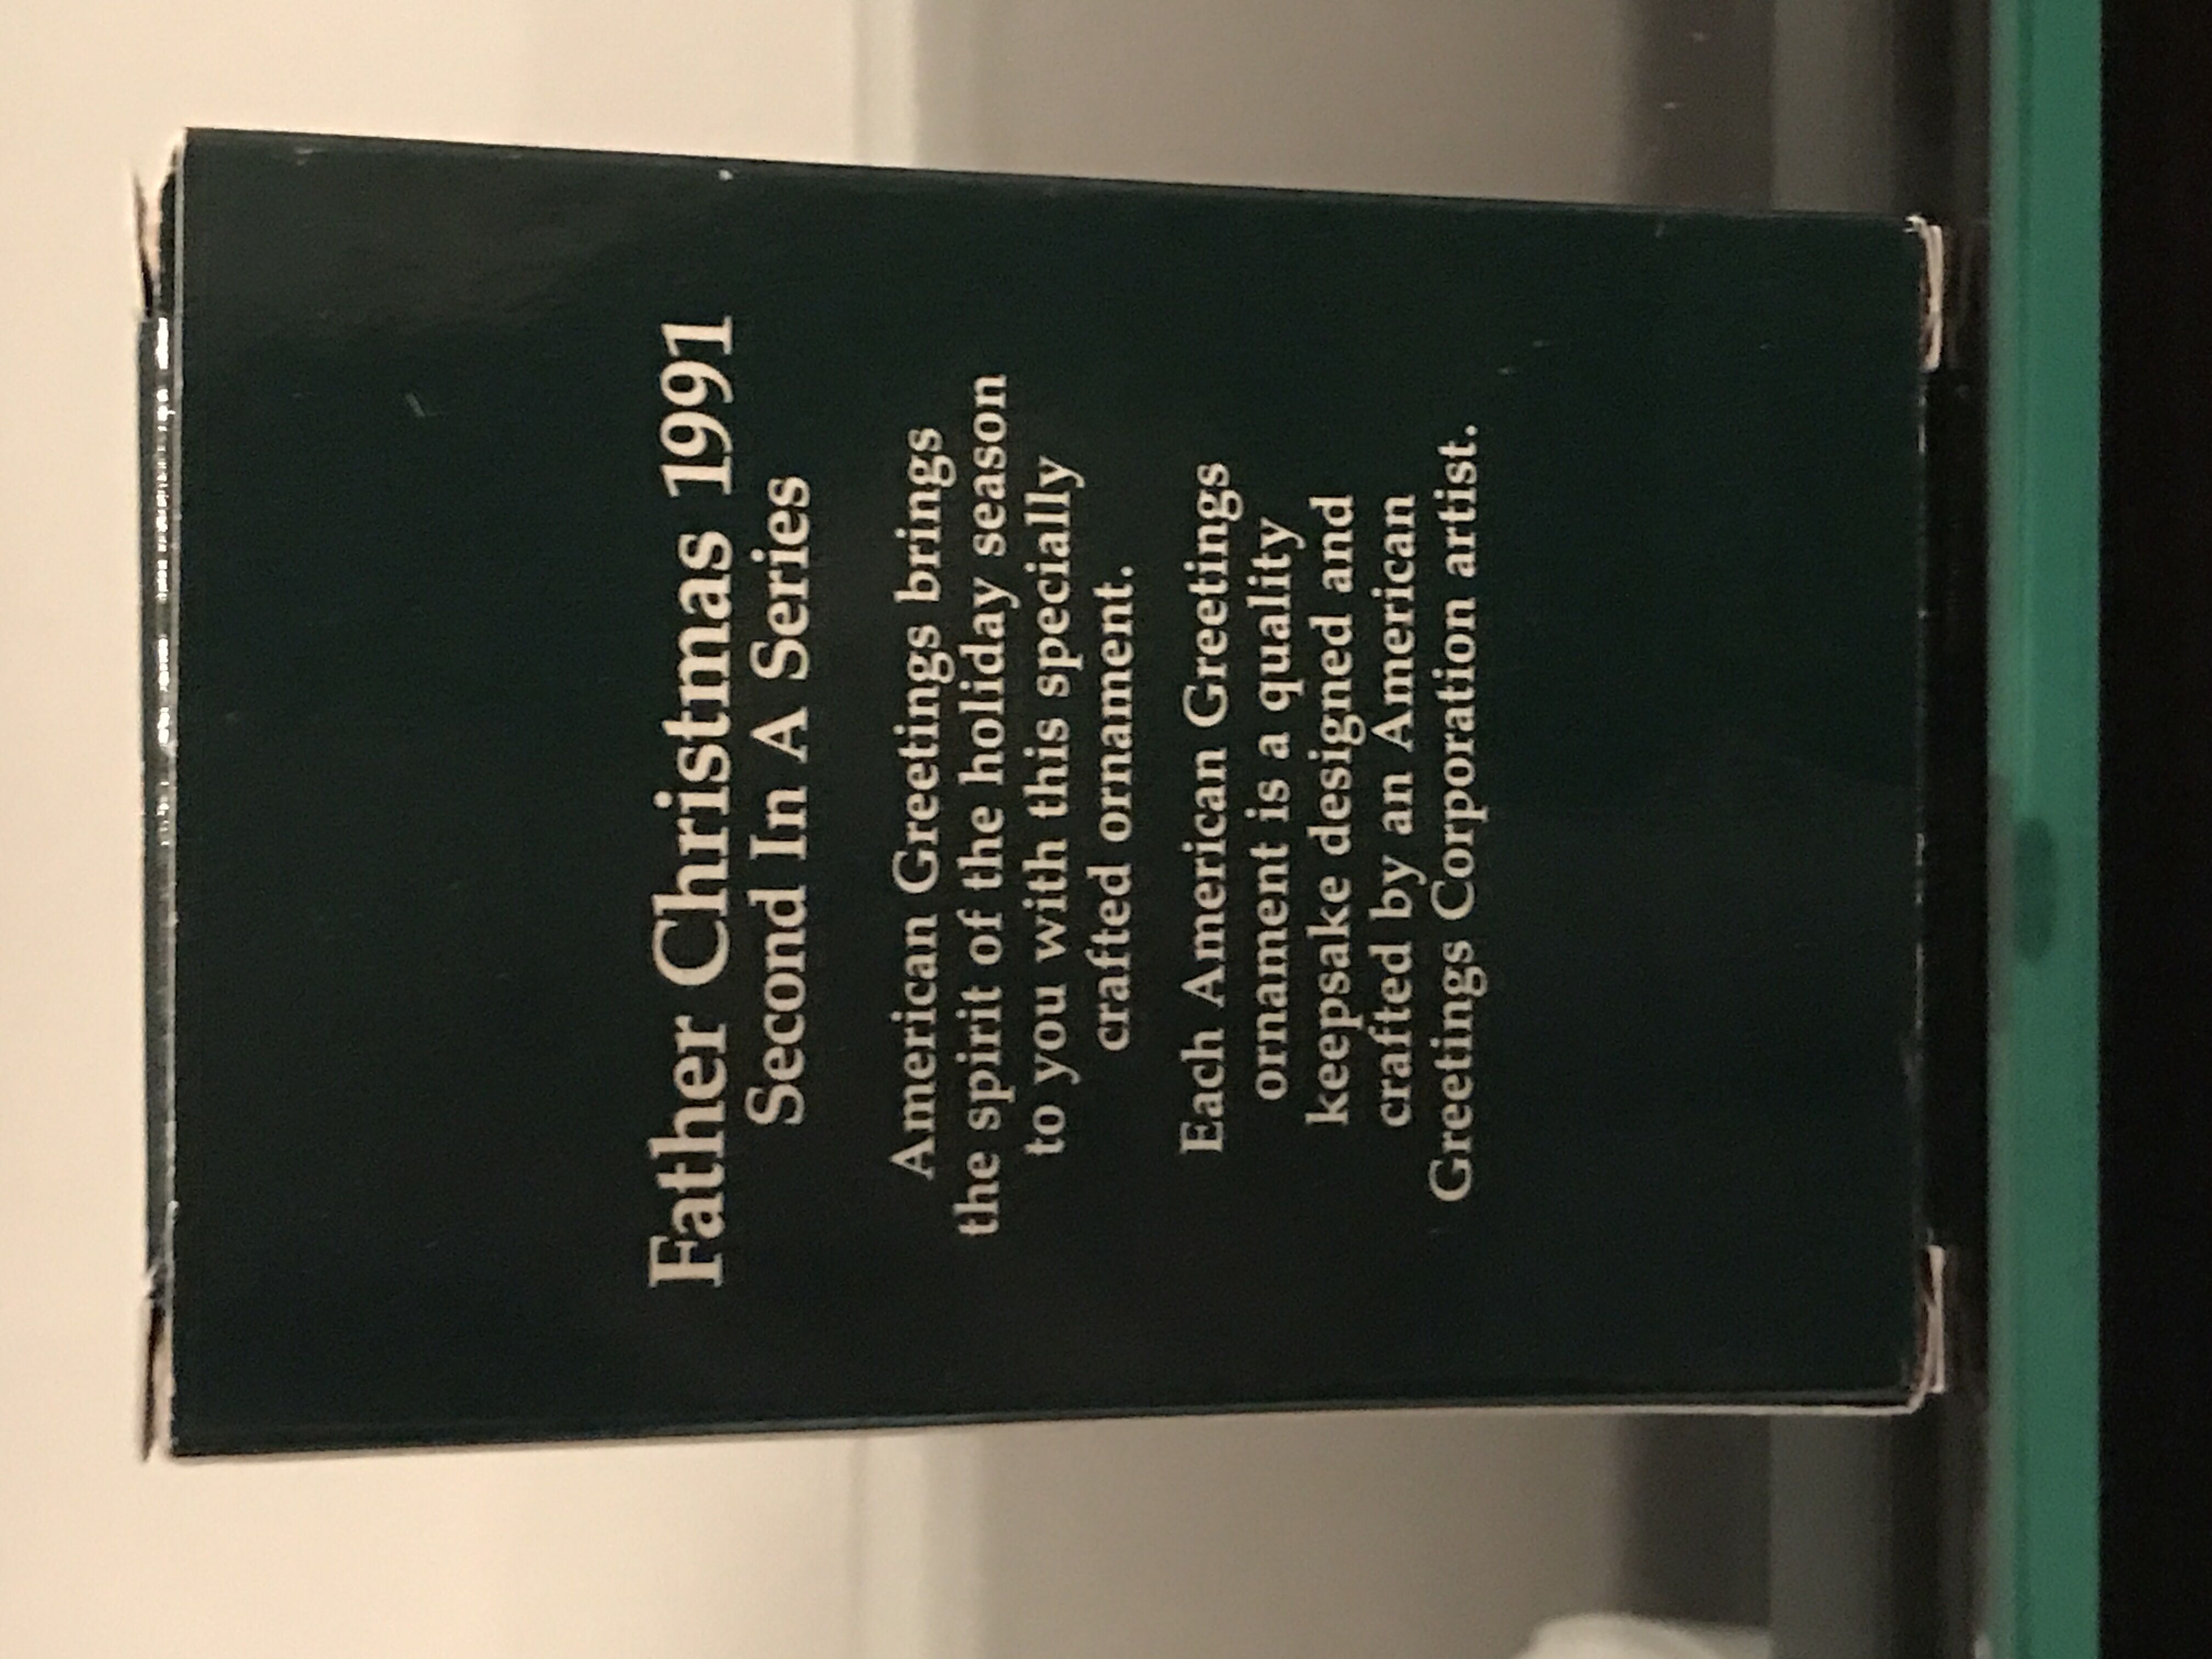 Father Christmas 1991
Second In A Series
American Greetings brings
the spirit of the holiday season
to you with this specially
crafted ornament.
Each American Greetings
ornament is a quality
keepsake designed and
crafted by an American
Greetings Corporation artist.